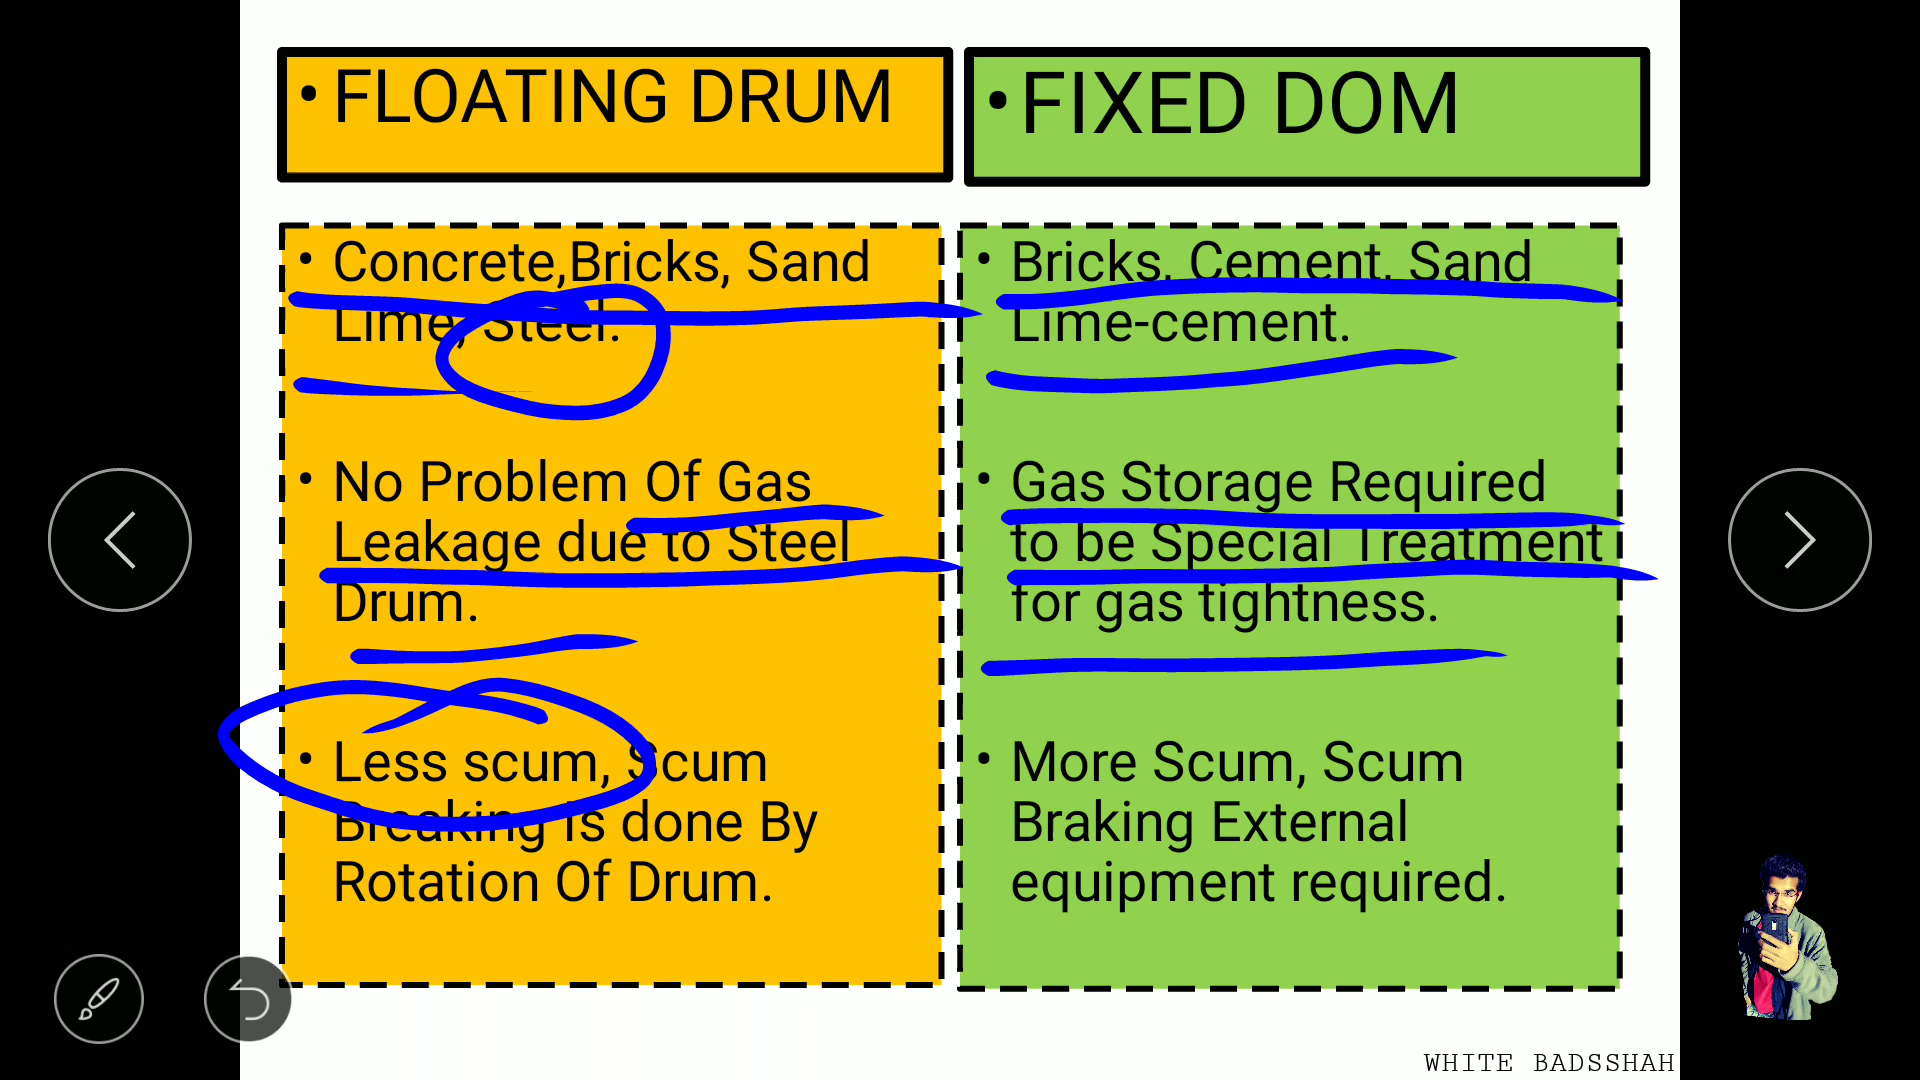 • FLOATING DRUM
• FIXED DOM
• Concrete,Bricks, Sand
Lime, Steel.
• No Problem Of Gas
Leakage due to Steel
Drum.
• Less scum, Scum
Breaking Is done By
Rotation Of Drum.
• Bricks, Cement, Sand
Lime-cement.
• Gas Storage Required
to be Special Treatment
for gas tightness.
• More Scum, Scum
Braking External
equipment required.
WHITE BADSSHAH